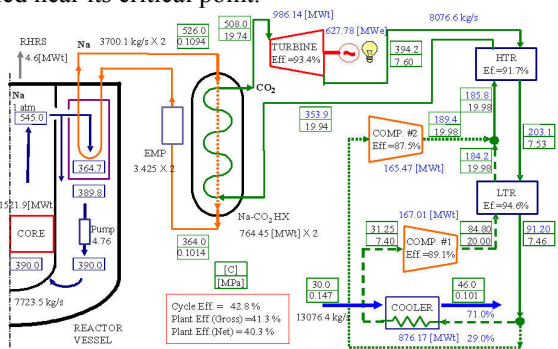 ned near its critical point.
986.14 [MWt]
8076.6 kg/s
526.0
0.1094
508.0
19.74
627.78 [MWe]
RHRS
4.6[MWt]
Na
3700.1 kg/s X 2
TURBINE
Eff.=93.4%
394.2
7.60
HTR
Ef.=91.7%
CO2
Na
1 atm
545.0
353.9
19.94
185.8
19.98
189.4
19.98
COMP. #2
Eff.=87.5%
203.1
7.53
364.7
EMP
3.425 X 2
184.2
19.98
165.47 [MWt]
389.8
1521.9[MWt]
LTR
Ef.=94.6%
Na-CO2 HX
764.45 [MWt] X 2
167.01 [MWt]
CORE
Pump
4.76
364.0
0.1014
31.25
7.40
COMP. #1
Eff.=89.1%
84.80
20.00
91.20
7.46
390.0
390.0
[C]
[MPa]
30.0
0.147
46.0
0.101
7723.5 kg/s
Cycle Eff. = 42.8 %
Plant Eff (Gross) =41.3 %
Plant Eff (Net) = 40.3 %
13076.4 kg/s
COOLER
71.0%
REACTOR
VESSEL
876.17 [MWt]
29.0%